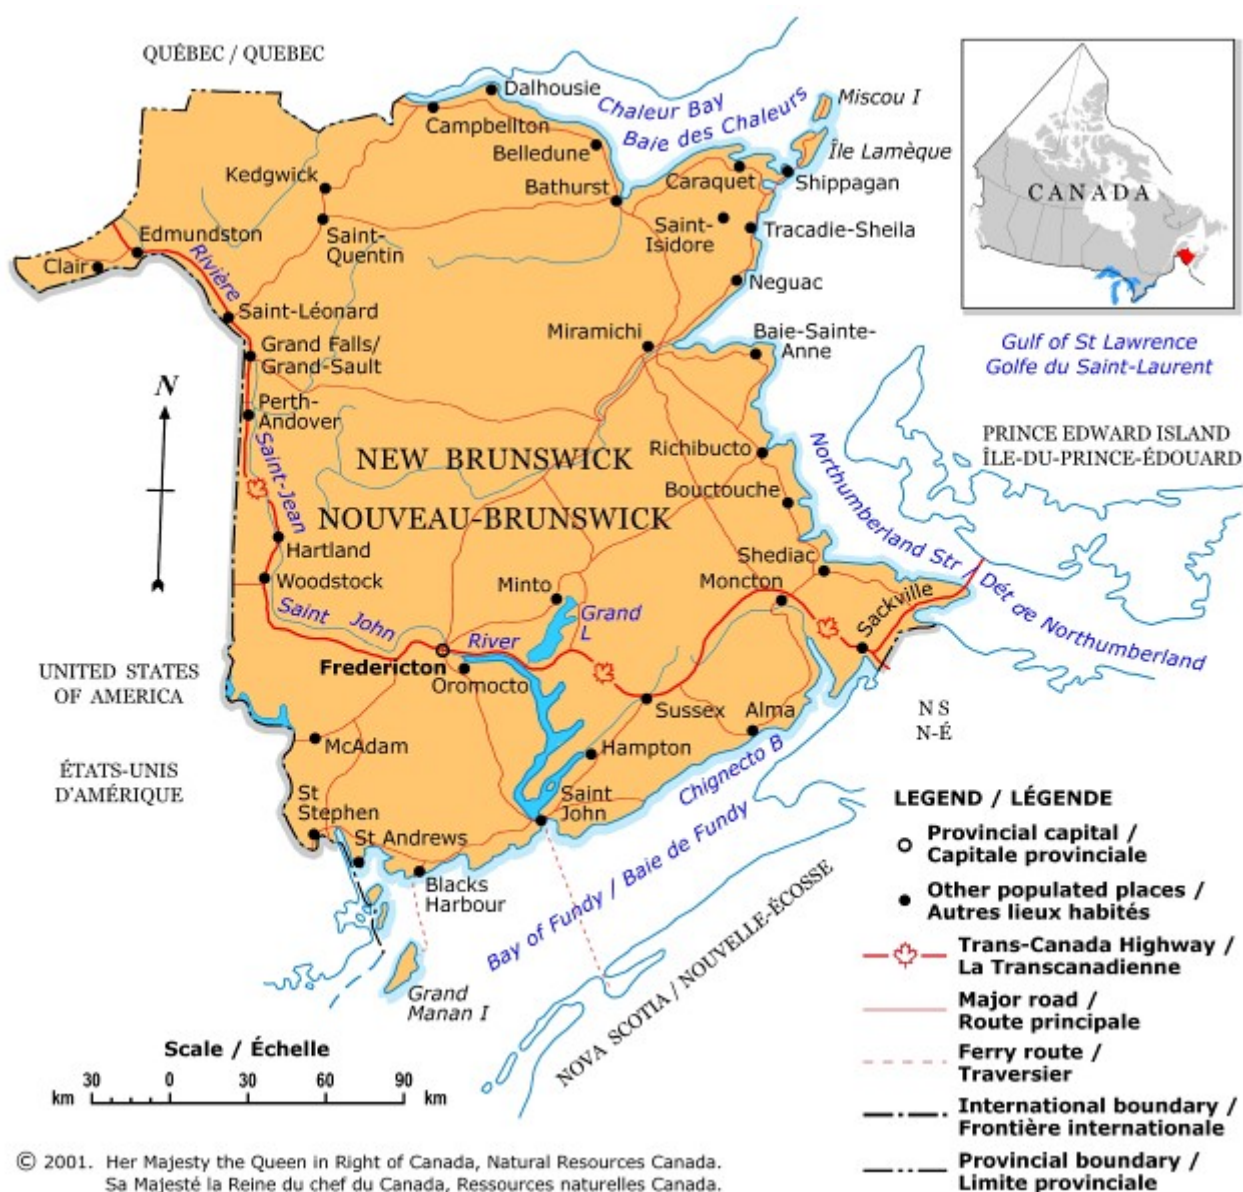 QUÉBEC / QUEBEC
Dalhousie
Chaleur Bay
Baie des Chaleurs
Miscou I
Campbellton
Belledune
Île Lamèque
Kedgwick
Bathurst
Caraquet
Shippagan
CANADA
Saint-
Quentin
Saint-
Isidore
Tracadie-Sheila
Edmundston
Clair
Rivière
Neguac
Saint-Léonard
Miramichi
Baie-Sainte-
Anne
Grand Falls/
Grand-Sault
Gulf of St Lawrence
Golfe du Saint-Laurent
N
Perth-
Andover
Saint-Jean
NEW BRUNSWICK
NOUVEAU-BRUNSWICK
Richibucto
Bouctouche
PRINCE EDWARD ISLAND
ÎLE-DU-PRINCE-ÉDOUARD
Northumberland Str / Dét de Northumberland
Hartland
Woodstock
Minto
Shediac
Moncton
Sackville
Saint John River
Grand
L
Fredericton
Oromocto
UNITED STATES
OF AMERICA
Sussex
Alma
N S
N-É
McAdam
Hampton
Chignecto B
ÉTATS-UNIS
D'AMÉRIQUE
St
Stephen
St Andrews
Saint
John
Blacks
Harbour
Bay of Fundy / Baie de Fundy
Grand
Manan I
NOVA SCOTIA / NOUVELLE-ÉCOSSE
LEGEND / LÉGENDE
Provincial capital /
Capitale provinciale
Other populated places /
Autres lieux habités
Trans-Canada Highway /
La Transcanadienne
Major road /
Route principale
Ferry route /
Traversier
International boundary /
Frontière internationale
Provincial boundary /
Limite provinciale
Scale / Échelle
30 0 30 60 90
km km
© 2001. Her Majesty the Queen in Right of Canada, Natural Resources Canada.
Sa Majesté la Reine du chef du Canada, Ressources naturelles Canada.